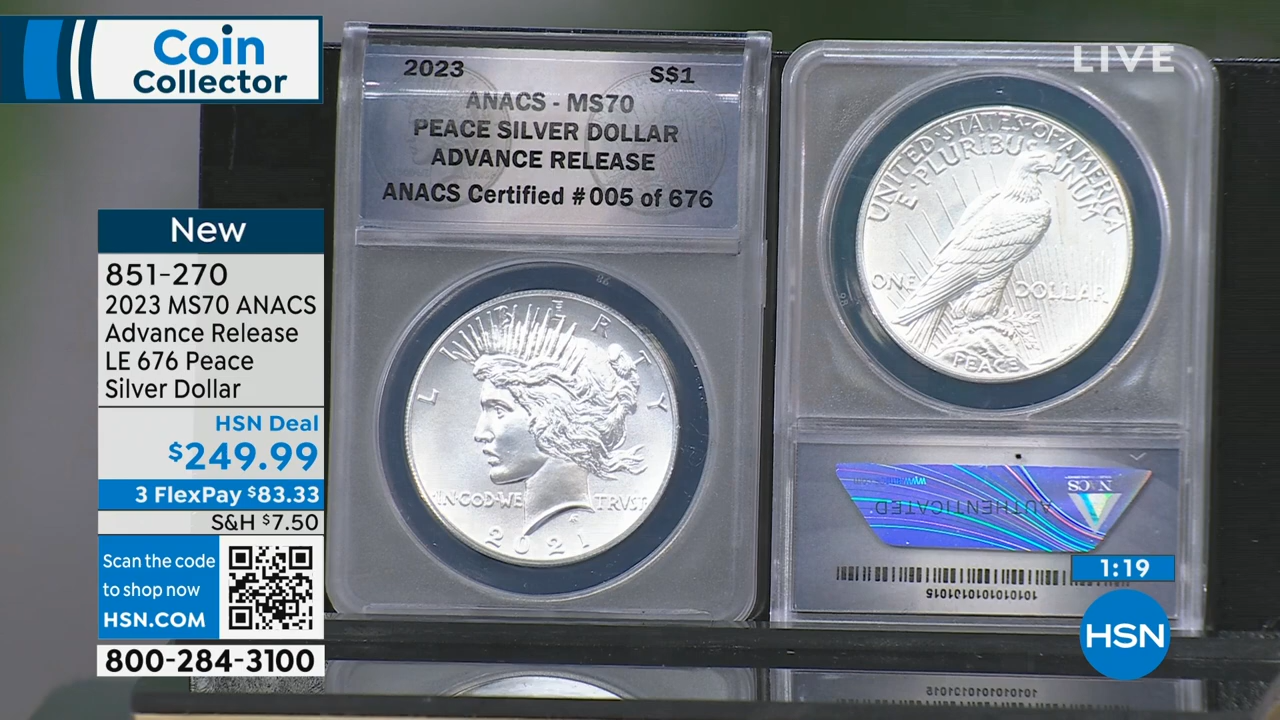 Coin
Collector
LIVE
2023 S$1
ANACS - MS70
PEACE SILVER DOLLAR
ADVANCE RELEASE
ANACS Certified #005 of 676
LIBERTY
IN·GOD·WE TRVST
2021
UNITED·STATES·OF·AMERICA
E·PLURIBUS UNUM
ONE DOLLAR
PEACE
New
851-270
2023 MS70 ANACS
Advance Release
LE 676 Peace
Silver Dollar
HSN Deal
$249.99
3 FlexPay $83.33
S&H $7.50
Scan the code
to shop now
HSN.COM
800-284-3100
AUTHENTICATED
1:19
HSN